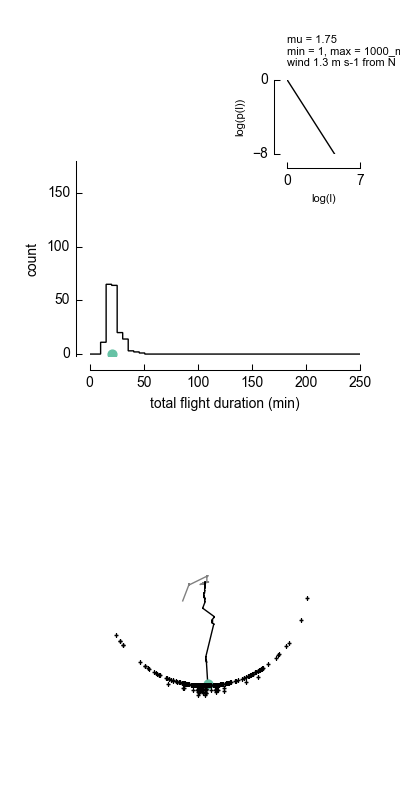 mu = 1.75
min = 1, max = 1000_m
wind 1.3 m s-1 from N
0
log(p(l))
−8
0 7
log(l)
150
100
count
50
0
0 50 100 150 200 250
total flight duration (min)